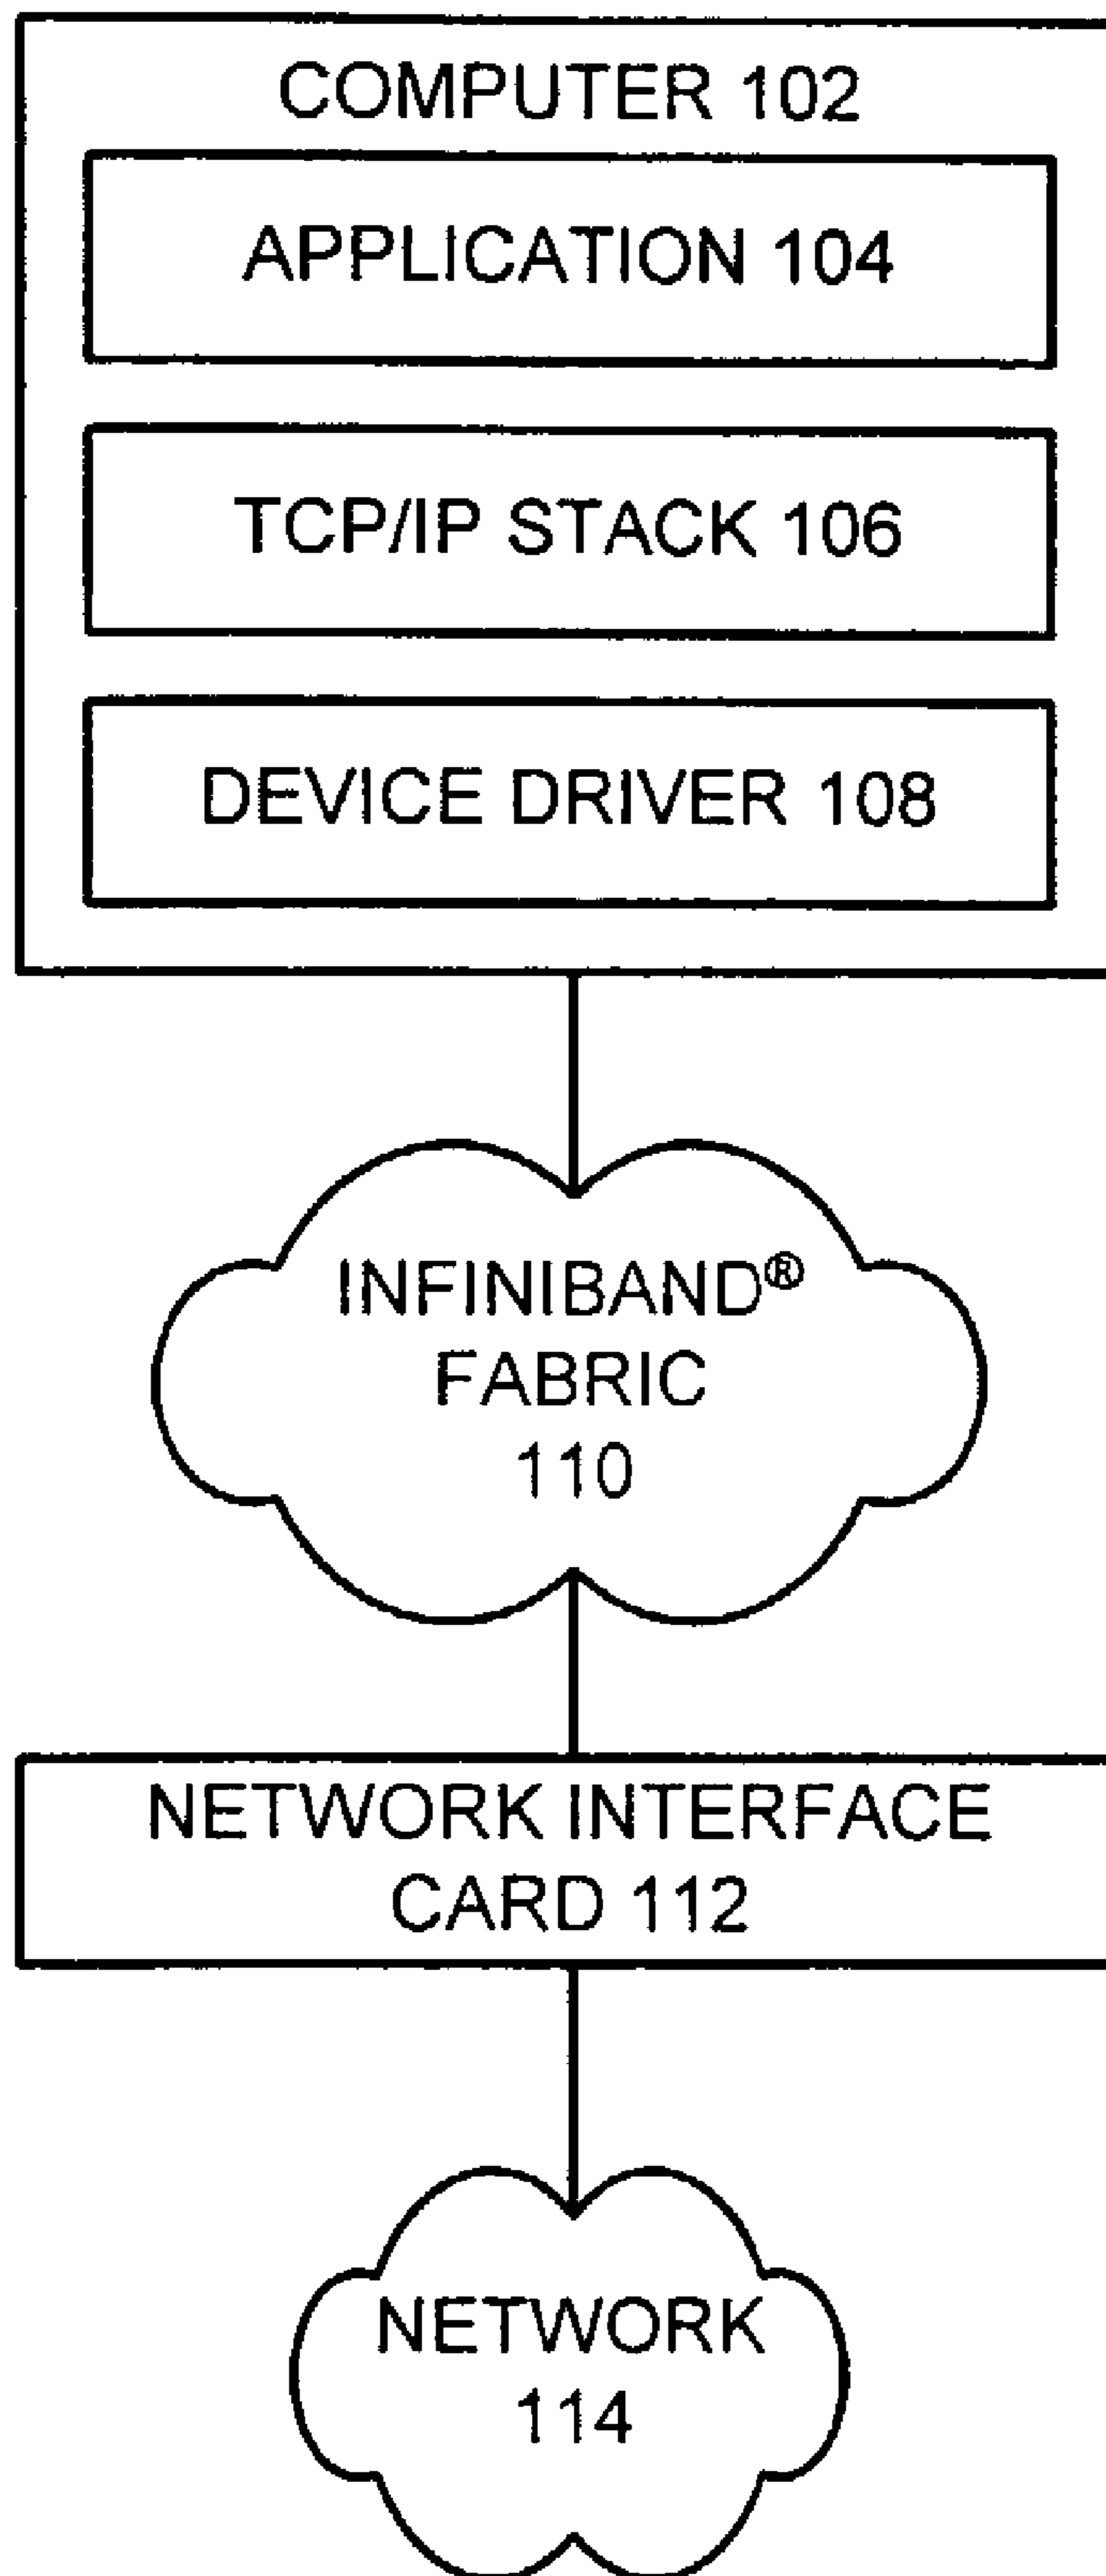 COMPUTER 102
APPLICATION 104
TCP/IP STACK 106
DEVICE DRIVER 108
INFINIBAND®
FABRIC
110
NETWORK INTERFACE
CARD 112
NETWORK
114